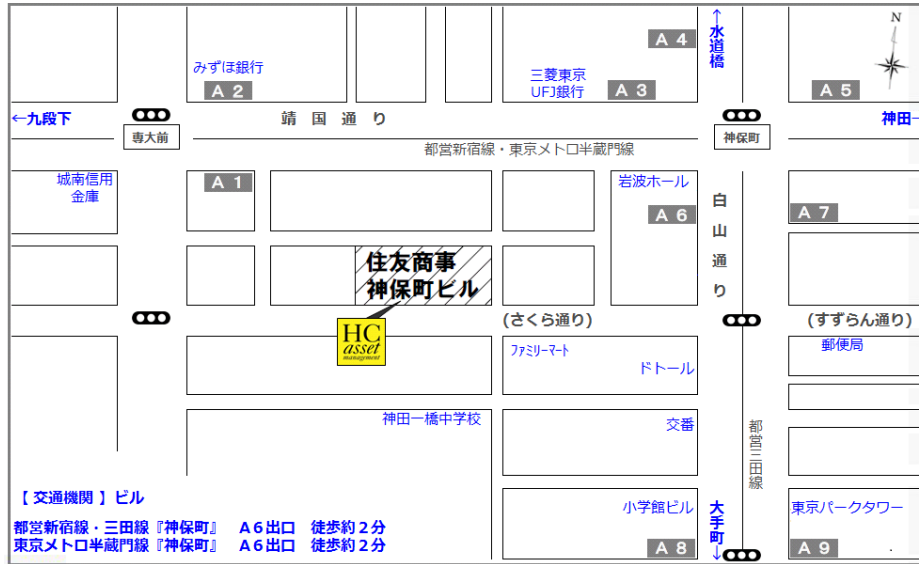 N
A 4
↑水道橋
みずほ銀行
A 2
三菱東京
UFJ銀行
A 3
A 5
←九段下
靖 国 通 り
神田→
専大前
神保町
都営新宿線・東京メトロ半蔵門線
城南信用
金庫
A 1
岩波ホール
A 6
白山通り
A 7
住友商事
神保町ビル
HC
asset
management
(さくら通り)
(すずらん通り)
ファミリーマート
ドトール
郵便局
神田一橋中学校
交番
都営三田線
【 交通機関 】ビル
都営新宿線・三田線『神保町』 A6出口 徒歩約2分
東京メトロ半蔵門線『神保町』 A6出口 徒歩約2分
小学館ビル
A 8
大手町↓
東京パークタワー
A 9